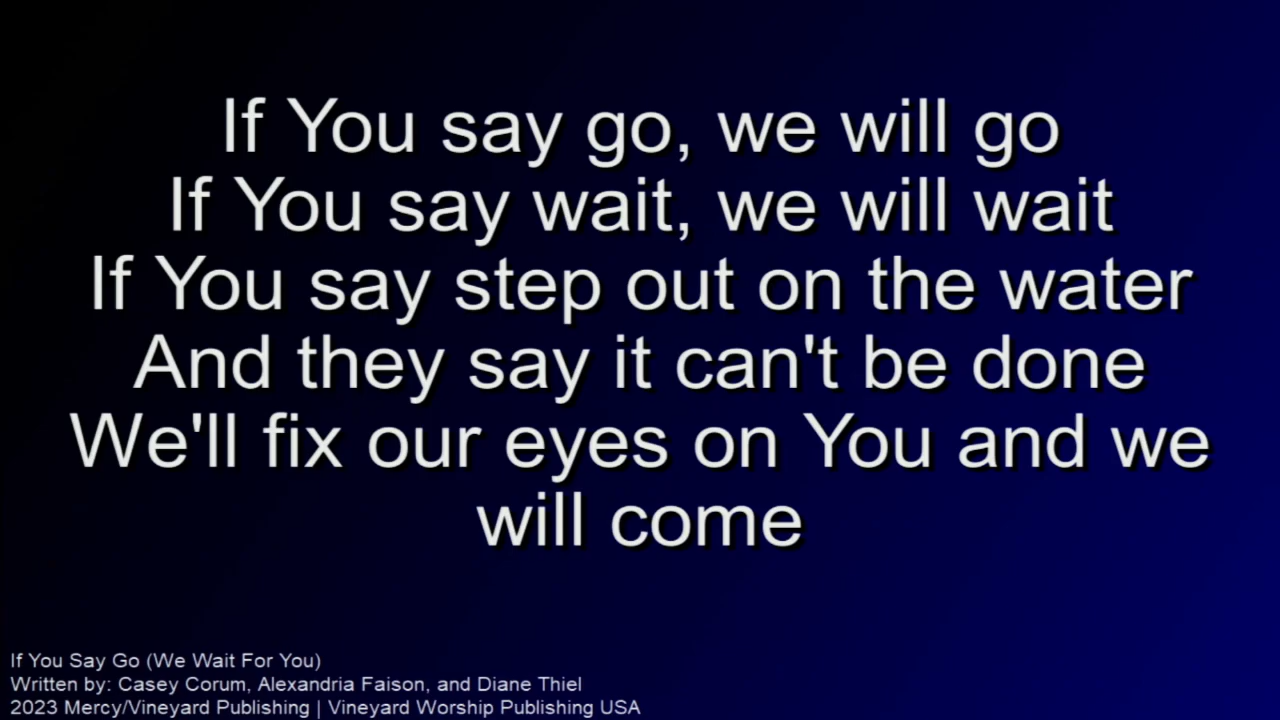 If You say go, we will go
If You say wait, we will wait
If You say step out on the water
And they say it can't be done
We'll fix our eyes on You and we
will come
If You Say Go (We Wait For You)
Written by: Casey Corum, Alexandria Faison, and Diane Thiel
2023 Mercy/Vineyard Publishing | Vineyard Worship Publishing USA